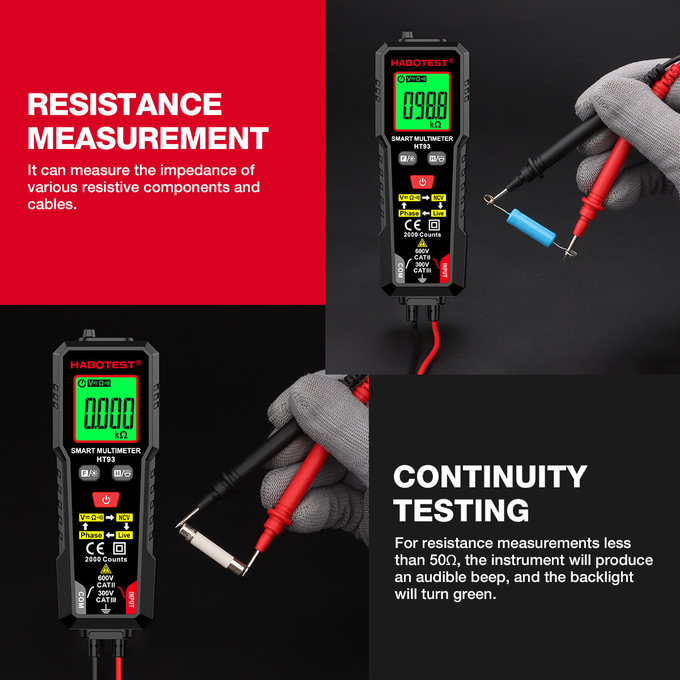 RESISTANCE
MEASUREMENT
It can measure the impedance of
various resistive components and
cables.
HABOTEST®
V≂Ω
098.8
kΩ
SMART MULTIMETER
HT93
F/☀ H/
V≂Ω → NCV
Phase ← Live
CE
2000 Counts
600V
CATII
300V
CATIII
COM
INPUT
HABOTEST®
V≂Ω
0.000
kΩ
SMART MULTIMETER
HT93
F/☀ H/
V≂Ω → NCV
Phase ← Live
CE
2000 Counts
600V
CATII
300V
CATIII
COM
INPUT
CONTINUITY
TESTING
For resistance measurements less
than 50Ω, the instrument will produce
an audible beep, and the backlight
will turn green.